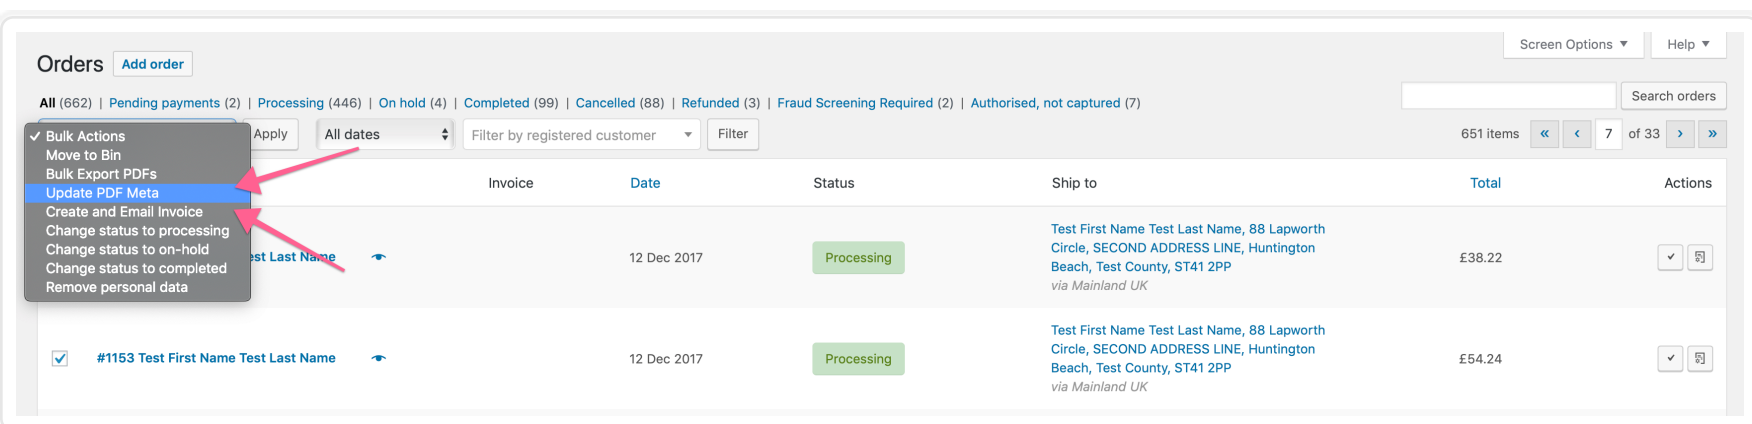 Screen Options ▼ Help ▼
Orders Add order
All (662) | Pending payments (2) | Processing (446) | On hold (4) | Completed (99) | Cancelled (88) | Refunded (3) | Fraud Screening Required (2) | Authorised, not captured (7)
Search orders
✓ Bulk Actions
Move to Bin
Bulk Export PDFs
Update PDF Meta
Create and Email Invoice
Change status to processing
Change status to on-hold
Change status to completed
Remove personal data
Apply All dates Filter by registered customer ▼ Filter 651 items « ‹ 7 of 33 › »
Invoice Date Status Ship to Total Actions
est Last Name 12 Dec 2017 Processing £38.22
Test First Name Test Last Name, 88 Lapworth
Circle, SECOND ADDRESS LINE, Huntington
Beach, Test County, ST41 2PP
via Mainland UK
#1153 Test First Name Test Last Name 12 Dec 2017 Processing £54.24
Test First Name Test Last Name, 88 Lapworth
Circle, SECOND ADDRESS LINE, Huntington
Beach, Test County, ST41 2PP
via Mainland UK